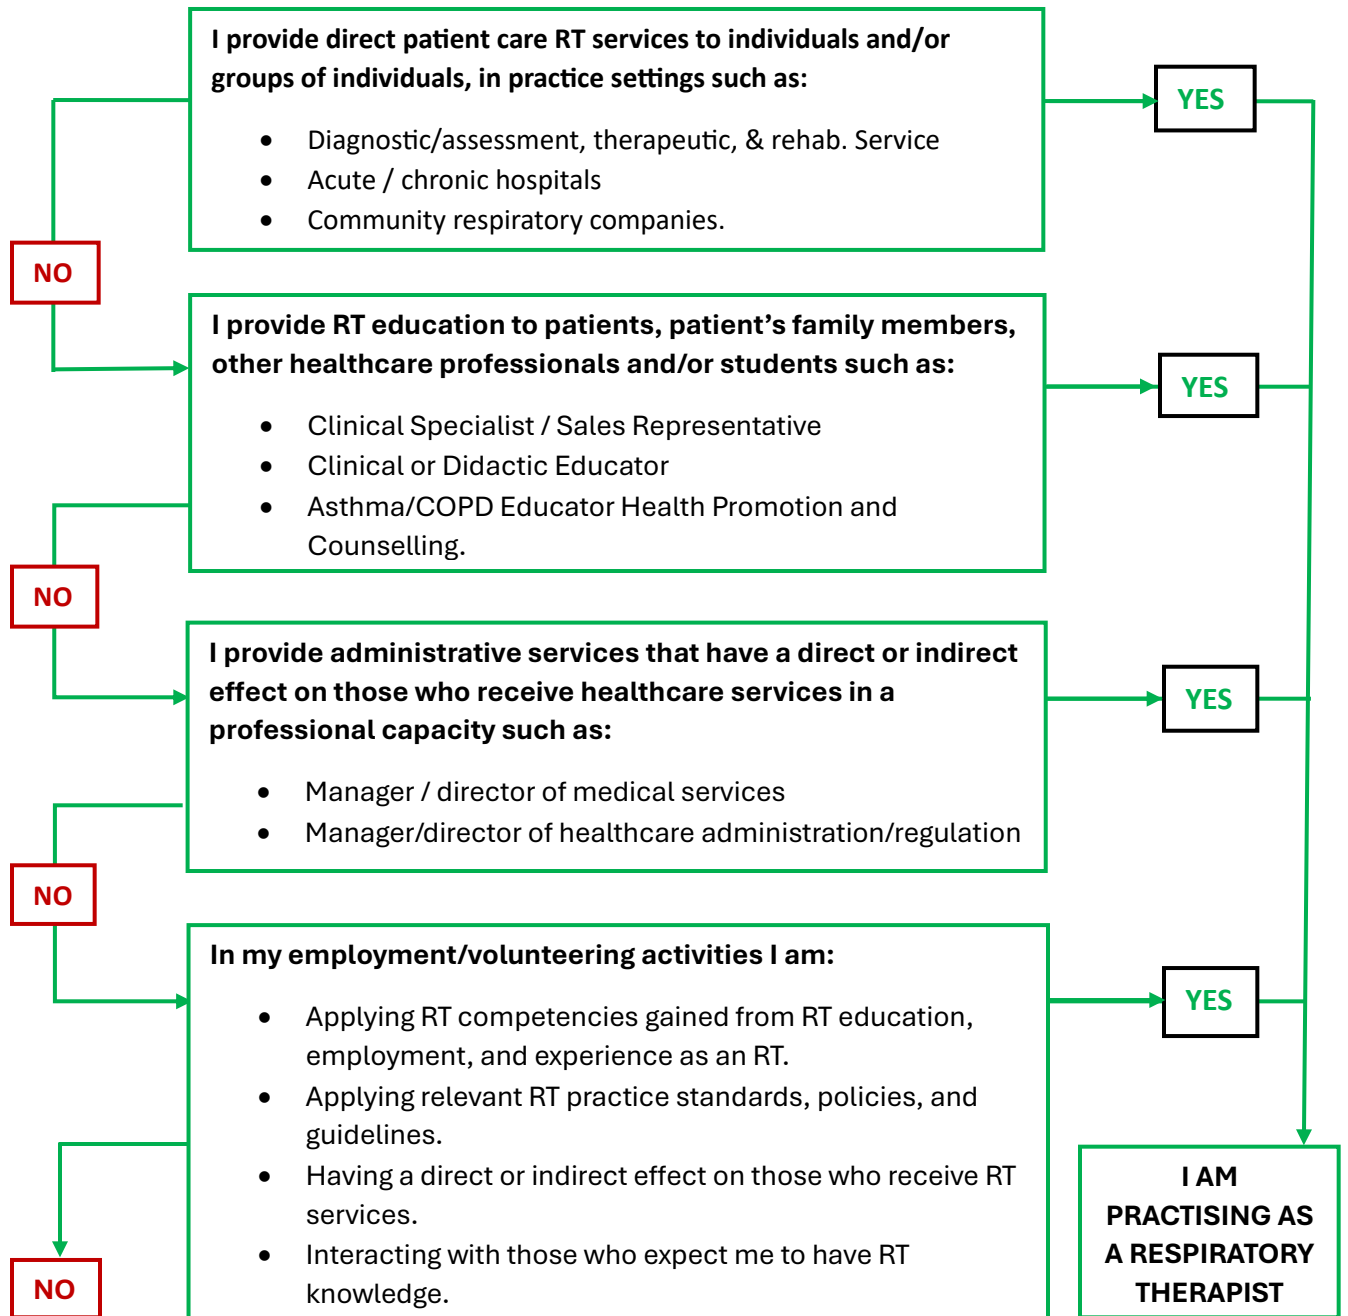 I provide direct patient care RT services to individuals and/or
groups of individuals, in practice settings such as:
• Diagnostic/assessment, therapeutic, & rehab. Service
• Acute / chronic hospitals
• Community respiratory companies.
YES
NO
I provide RT education to patients, patient’s family members,
other healthcare professionals and/or students such as:
• Clinical Specialist / Sales Representative
• Clinical or Didactic Educator
• Asthma/COPD Educator Health Promotion and
Counselling.
YES
NO
I provide administrative services that have a direct or indirect
effect on those who receive healthcare services in a
professional capacity such as:
• Manager / director of medical services
• Manager/director of healthcare administration/regulation
YES
NO
In my employment/volunteering activities I am:
• Applying RT competencies gained from RT education,
employment, and experience as an RT.
• Applying relevant RT practice standards, policies, and
guidelines.
• Having a direct or indirect effect on those who receive RT
services.
• Interacting with those who expect me to have RT
knowledge.
YES
NO
I AM
PRACTISING AS
A RESPIRATORY
THERAPIST